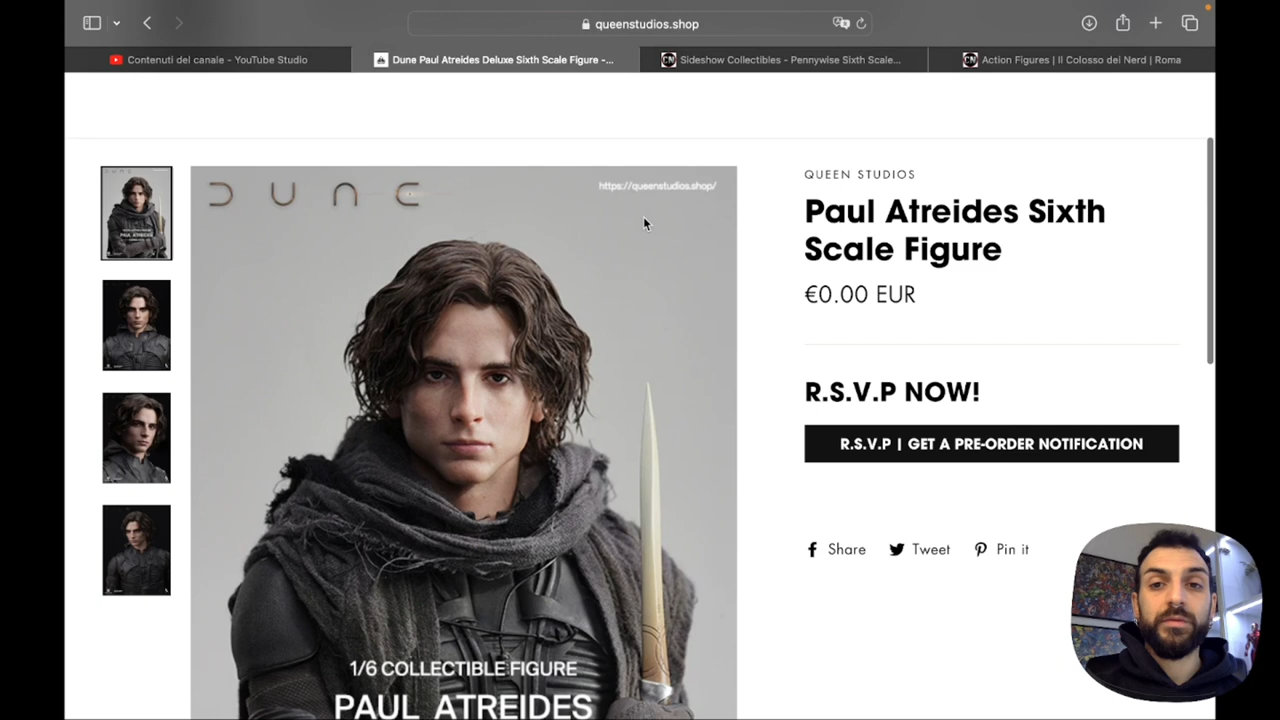 queenstudios.shop
Contenuti del canale - YouTube Studio
Dune Paul Atreides Deluxe Sixth Scale Figure -...
CN
Sideshow Collectibles - Pennywise Sixth Scale...
CN
Action Figures | Il Colosso dei Nerd | Roma
DUNE
https://queenstudios.shop/
1/6 COLLECTIBLE FIGURE
PAUL ATREIDES
QUEEN STUDIOS
Paul Atreides Sixth
Scale Figure
€0.00 EUR
R.S.V.P NOW!
R.S.V.P | GET A PRE-ORDER NOTIFICATION
Share
Tweet
Pin it